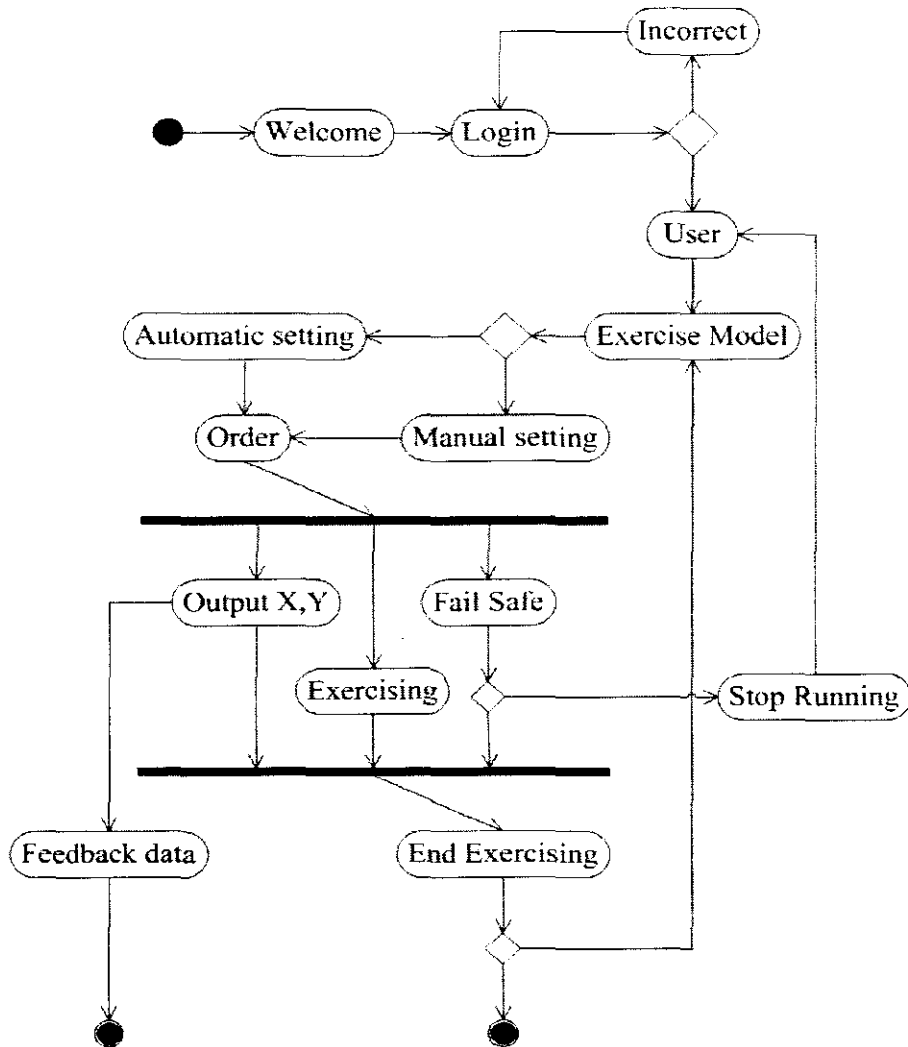 Incorrect
Welcome
Login
User
Automatic setting
Exercise Model
Order
Manual setting
Output X,Y
Fail Safe
Exercising
Stop Running
Feedback data
End Exercising